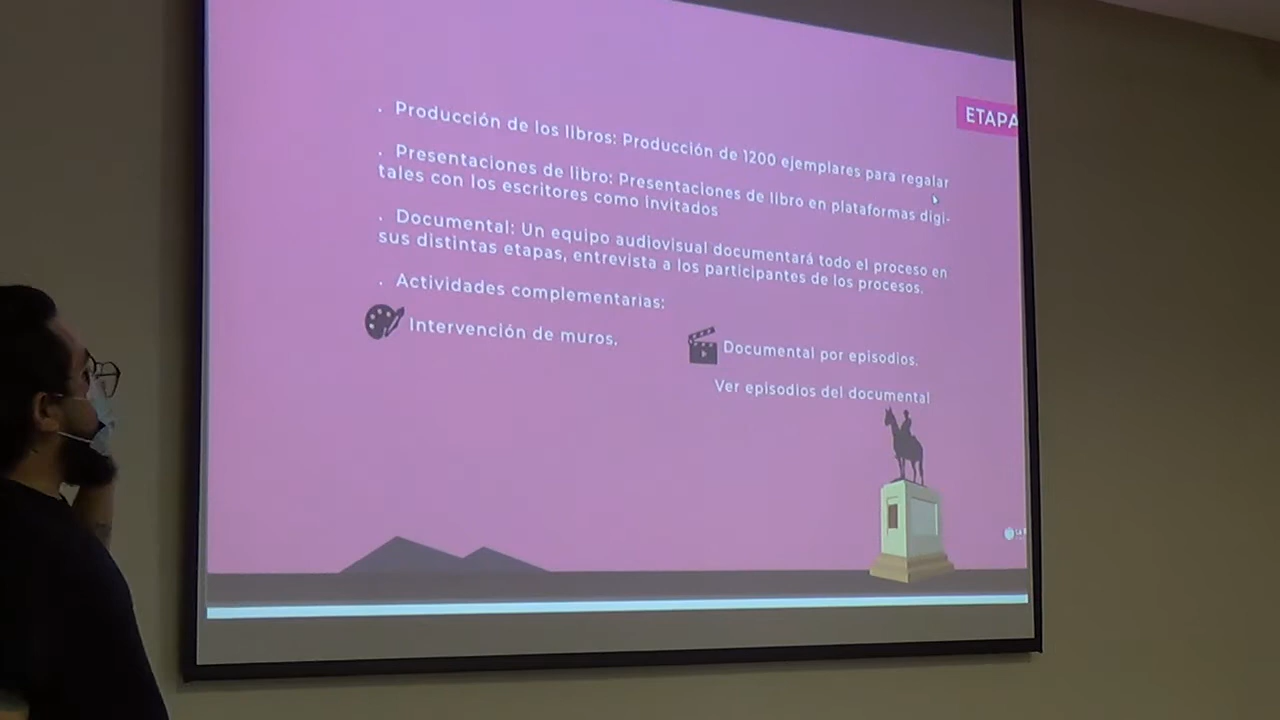 ETAPA
. Producción de los libros: Producción de 1200 ejemplares para regalar
. Presentaciones de libro: Presentaciones de libro en plataformas digi-
tales con los escritores como invitados
. Documental: Un equipo audiovisual documentará todo el proceso en
sus distintas etapas, entrevista a los participantes de los procesos.
. Actividades complementarias:
Intervención de muros.
Documental por episodios.
Ver episodios del documental